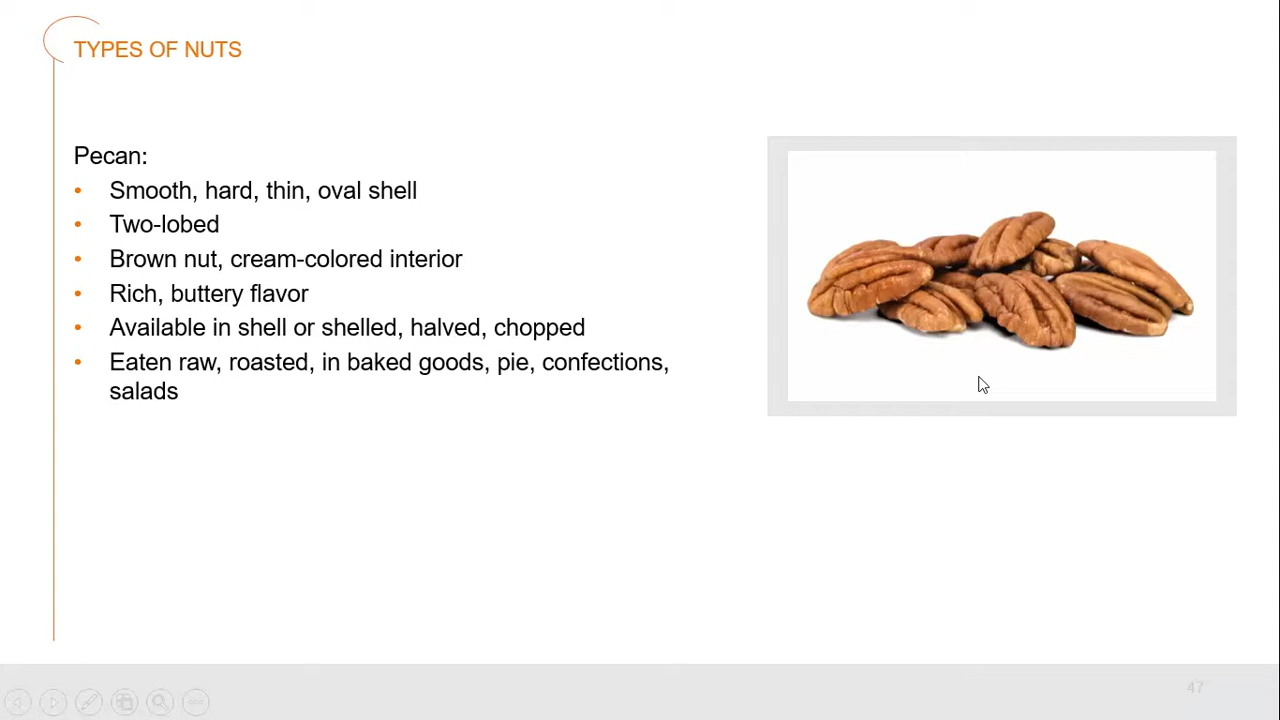 TYPES OF NUTS
Pecan:
• Smooth, hard, thin, oval shell
• Two-lobed
• Brown nut, cream-colored interior
• Rich, buttery flavor
• Available in shell or shelled, halved, chopped
• Eaten raw, roasted, in baked goods, pie, confections,
salads
47